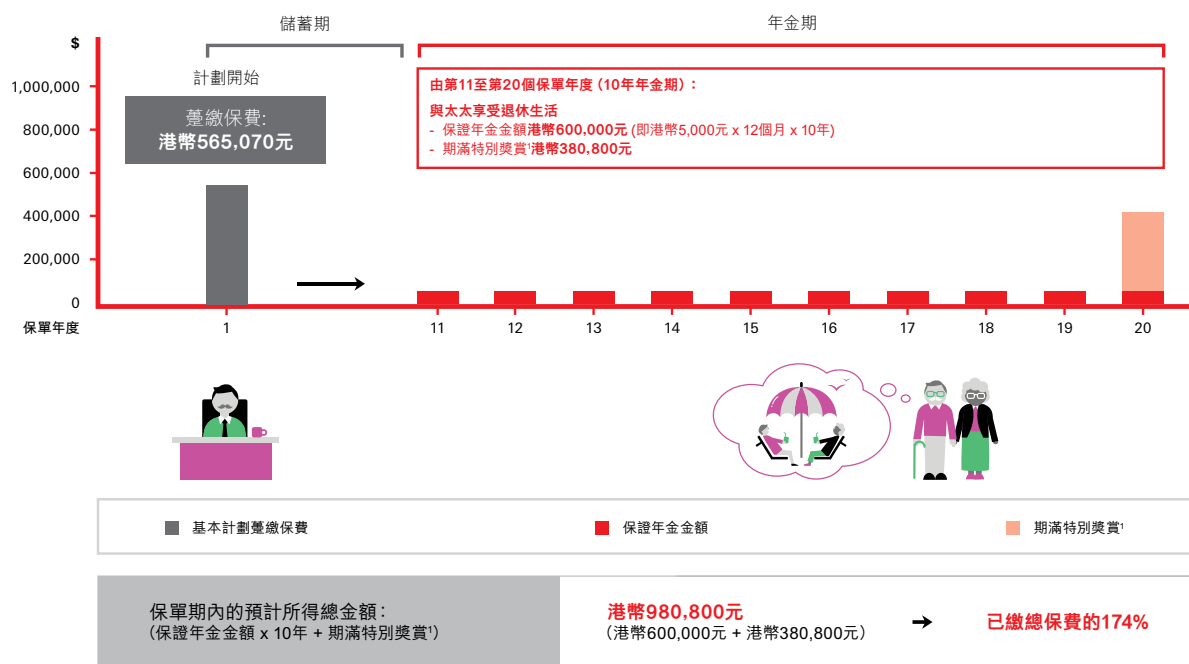 儲蓄期
年金期
$
計劃開始
躉繳保費:
港幣565,070元
由第11至第20個保單年度 (10年年金期)：
與太太享受退休生活
- 保證年金金額港幣600,000元 (即港幣5,000元 x 12個月 x 10年)
- 期滿特別獎賞¹港幣380,800元
1,000,000
800,000
600,000
400,000
200,000
0
保單年度 1 11 12 13 14 15 16 17 18 19 20
基本計劃躉繳保費 保證年金金額 期滿特別獎賞¹
保單期內的預計所得總金額：
(保證年金金額 x 10年 + 期滿特別獎賞¹)
港幣980,800元
(港幣600,000元 + 港幣380,800元)
已繳總保費的174%